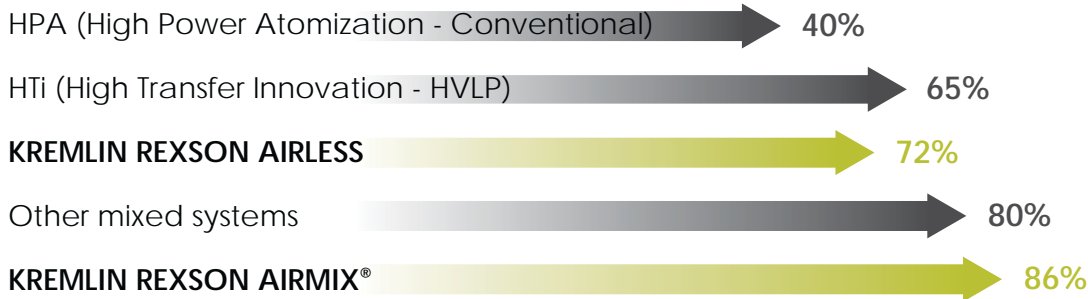 HPA (High Power Atomization - Conventional) 40%
HTi (High Transfer Innovation - HVLP) 65%
KREMLIN REXSON AIRLESS 72%
Other mixed systems 80%
KREMLIN REXSON AIRMIX® 86%